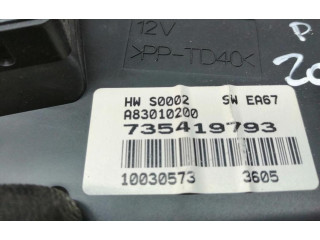 12V
>PP-TD40<
HW S0002 SW EA67
A83010200
735419793
10030573 3605